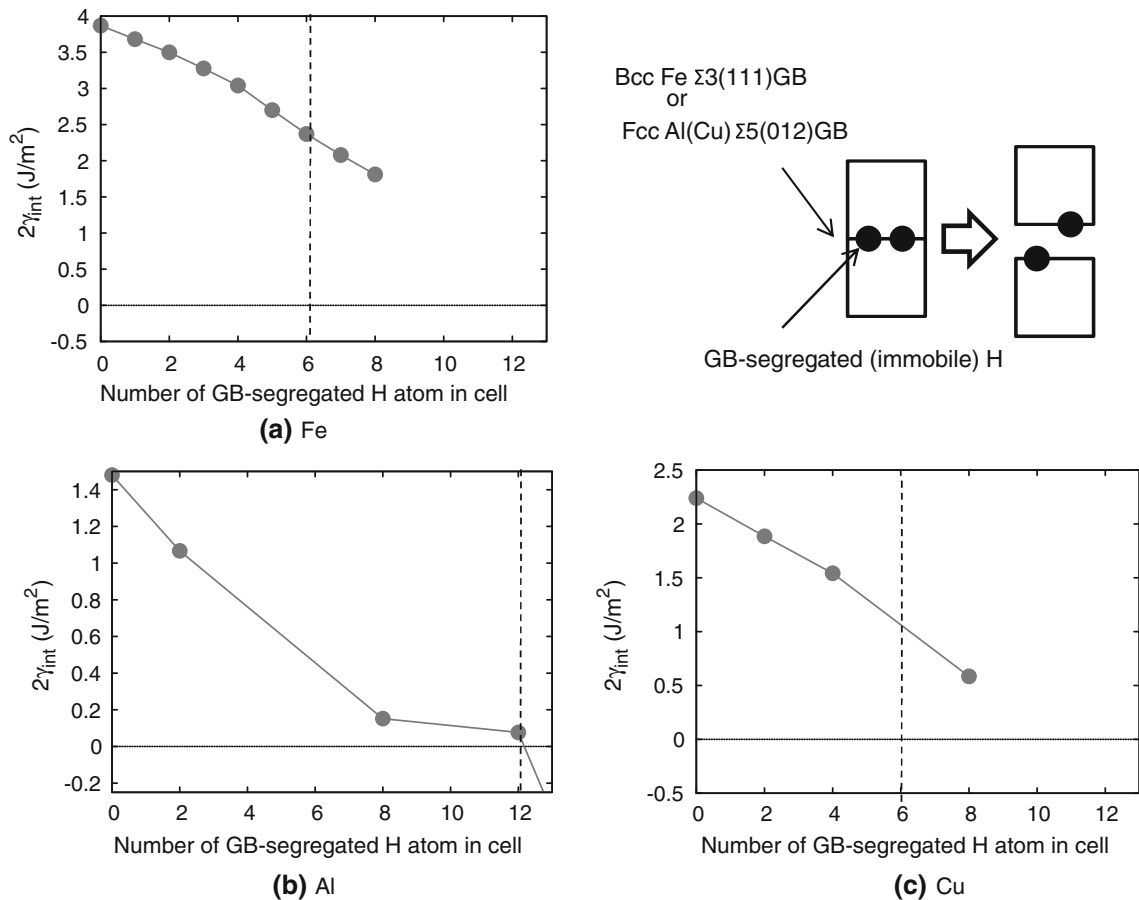 4
3.5
3
2.5
2
1.5
1
0.5
0
-0.5
2γint (J/m²)
0 2 4 6 8 10 12
Number of GB-segregated H atom in cell
(a) Fe
Bcc Fe Σ3(111)GB
or
Fcc Al(Cu) Σ5(012)GB
GB-segregated (immobile) H
1.4
1.2
1
0.8
0.6
0.4
0.2
0
-0.2
2γint (J/m²)
0 2 4 6 8 10 12
Number of GB-segregated H atom in cell
(b) Al
2.5
2
1.5
1
0.5
0
-0.5
2γint (J/m²)
0 2 4 6 8 10 12
Number of GB-segregated H atom in cell
(c) Cu